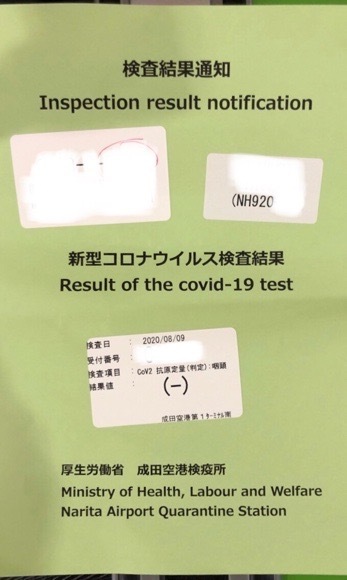 検査結果通知
Inspection result notification
(NH920
新型コロナウイルス検査結果
Result of the covid-19 test
検査日 : 2020/08/09
受付番号 :
検査項目 : CoV2 抗原定量(判定):咽頭
結果値 : (-)
成田空港第1ターミナル南
厚生労働省 成田空港検疫所
Ministry of Health, Labour and Welfare
Narita Airport Quarantine Station